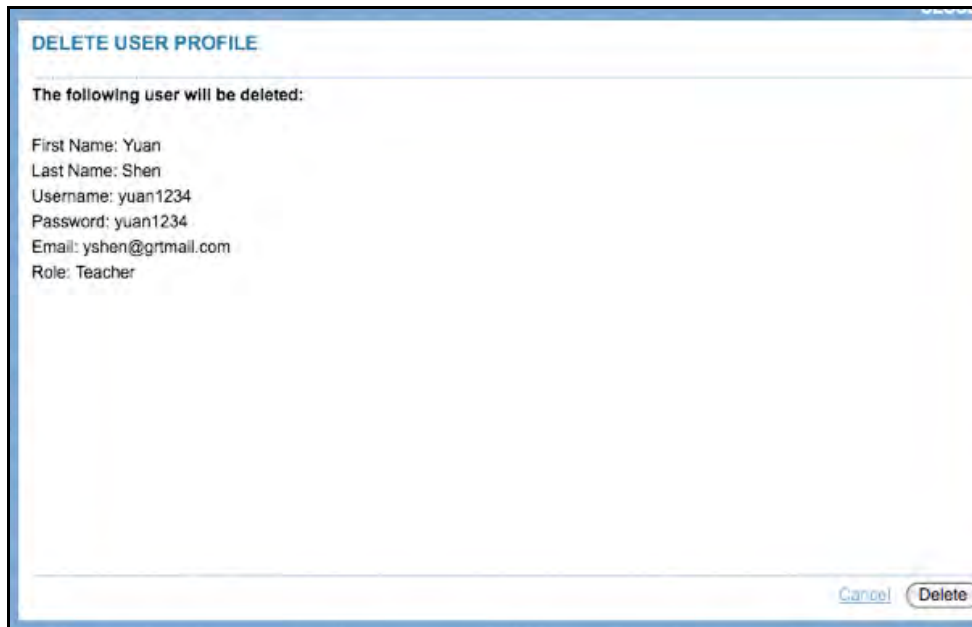 DELETE USER PROFILE
The following user will be deleted:
First Name: Yuan
Last Name: Shen
Username: yuan1234
Password: yuan1234
Email: yshen@grtmail.com
Role: Teacher
Cancel Delete